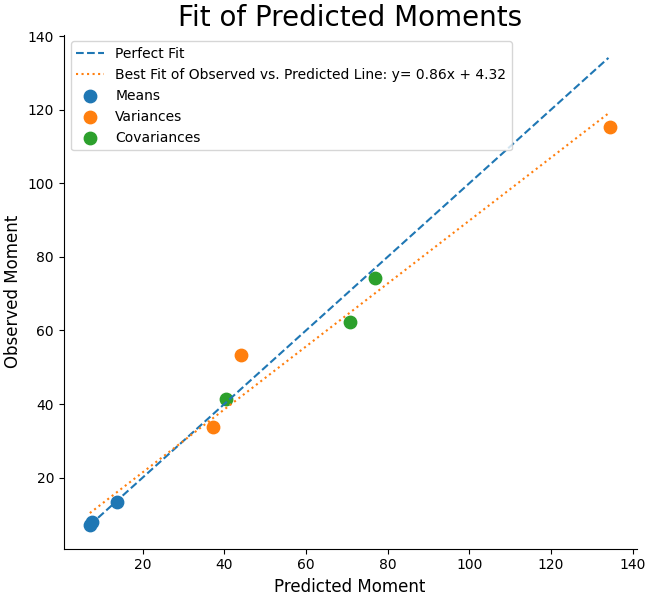 Fit of Predicted Moments
140
120
100
80
60
40
20
Observed Moment
Perfect Fit
Best Fit of Observed vs. Predicted Line: y= 0.86x + 4.32
Means
Variances
Covariances
20 40 60 80 100 120 140
Predicted Moment